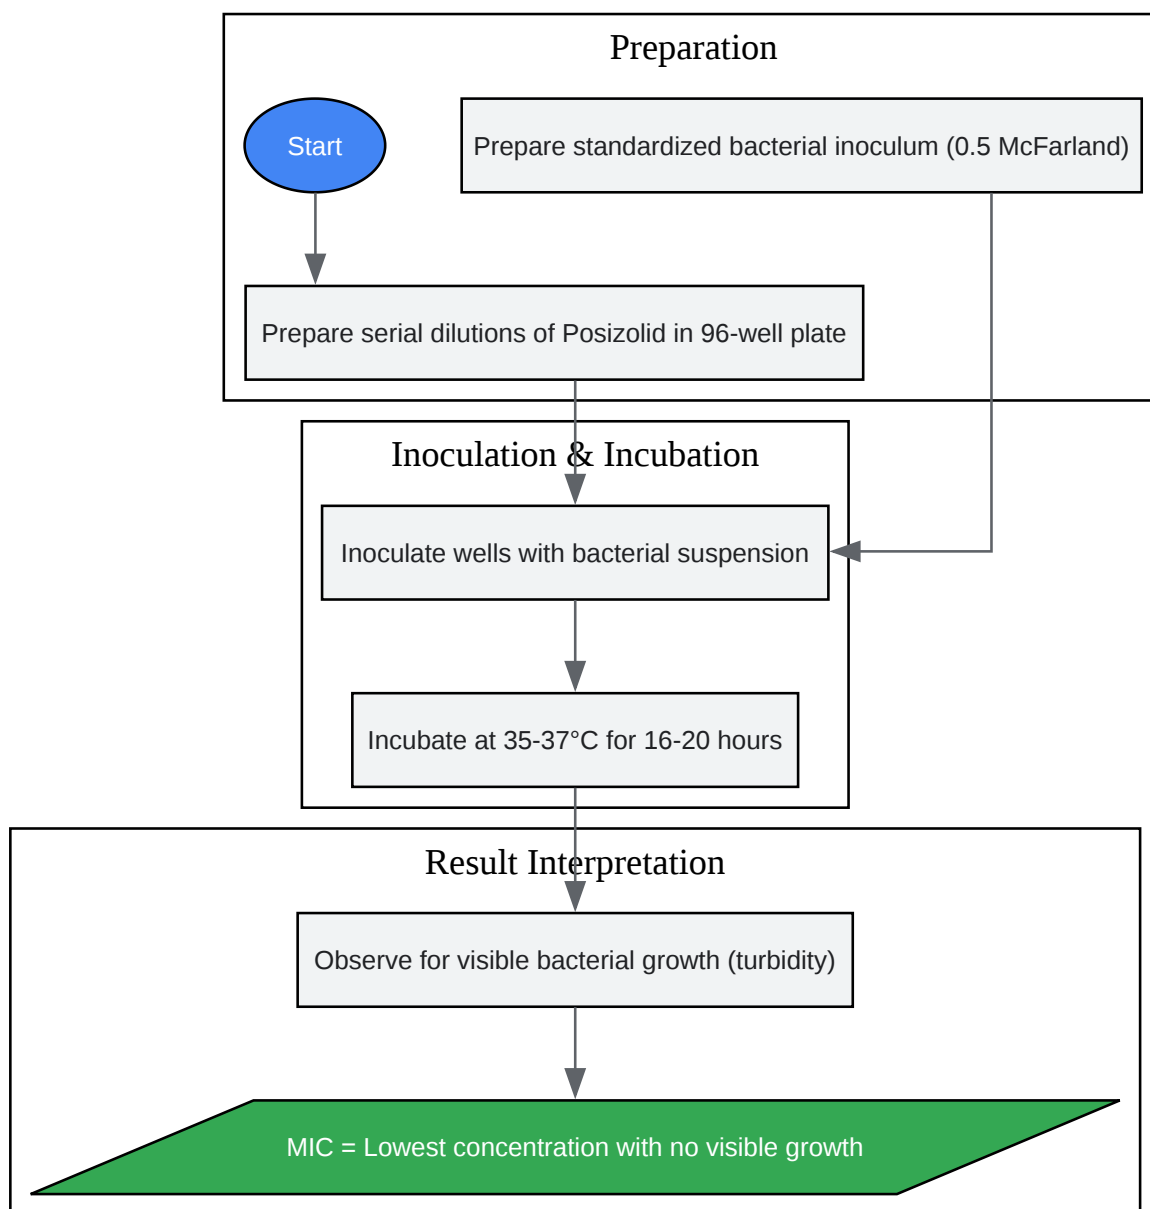 Preparation
Start
Prepare standardized bacterial inoculum (0.5 McFarland)
Prepare serial dilutions of Posizolid in 96-well plate
Inoculation & Incubation
Inoculate wells with bacterial suspension
Incubate at 35-37°C for 16-20 hours
Result Interpretation
Observe for visible bacterial growth (turbidity)
MIC = Lowest concentration with no visible growth